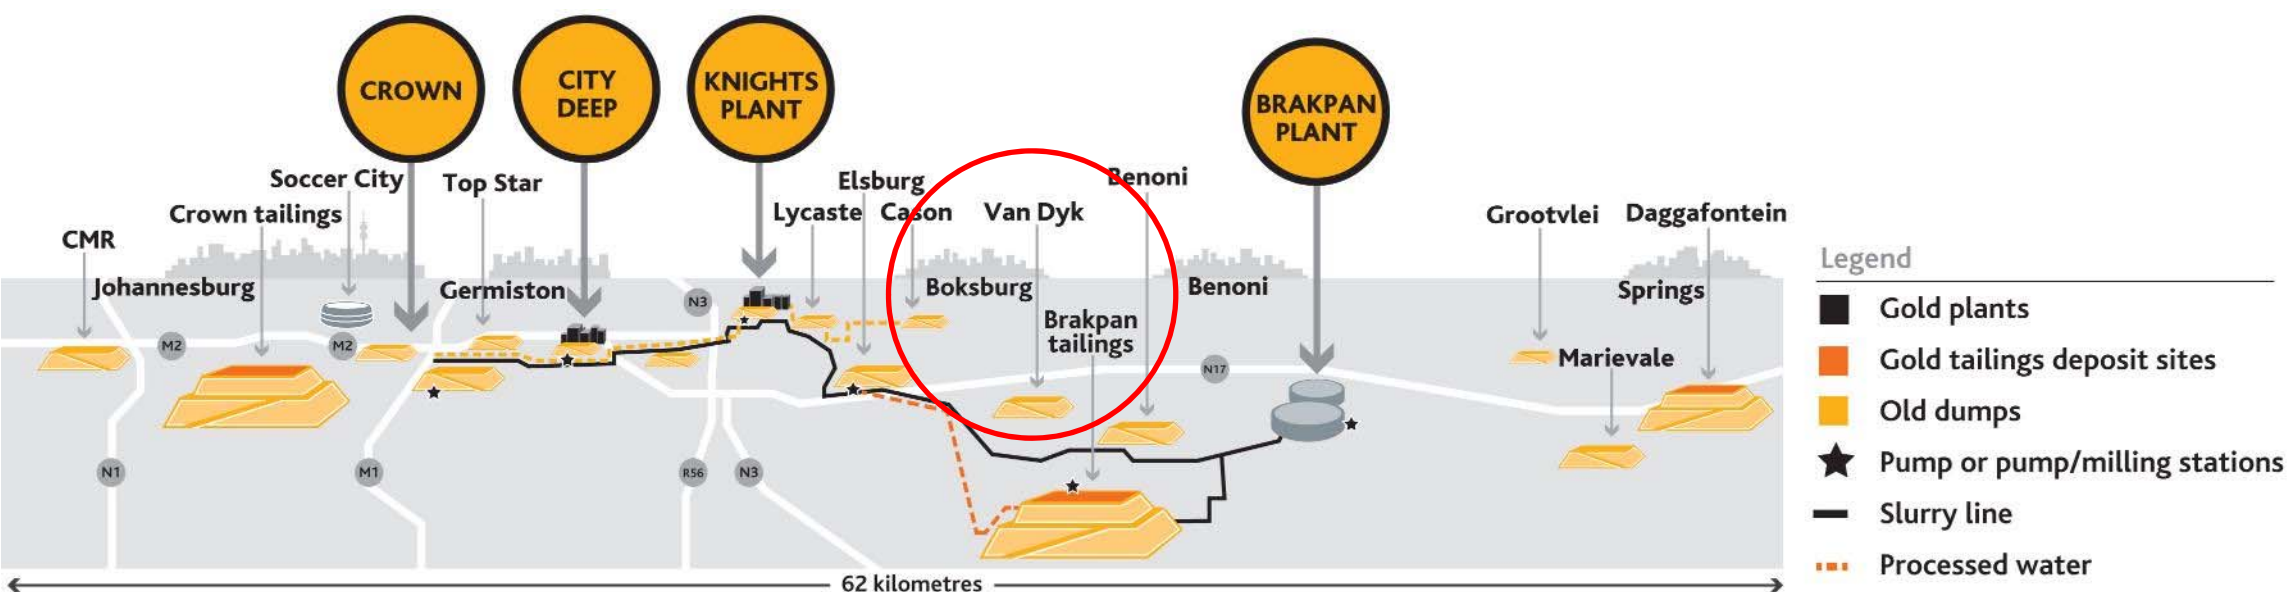 CROWN
CITY
DEEP
KNIGHTS
PLANT
BRAKPAN
PLANT
Soccer City
Top Star
Elsburg
Benoni
Crown tailings
Lycaste
Cason
Van Dyk
Grootvlei
Daggafontein
CMR
Johannesburg
Germiston
N3
Boksburg
Benoni
Springs
Brakpan
tailings
M2
M2
N17
Marievale
N1
M1
R56
N3
62 kilometres
Legend
Gold plants
Gold tailings deposit sites
Old dumps
Pump or pump/milling stations
Slurry line
Processed water